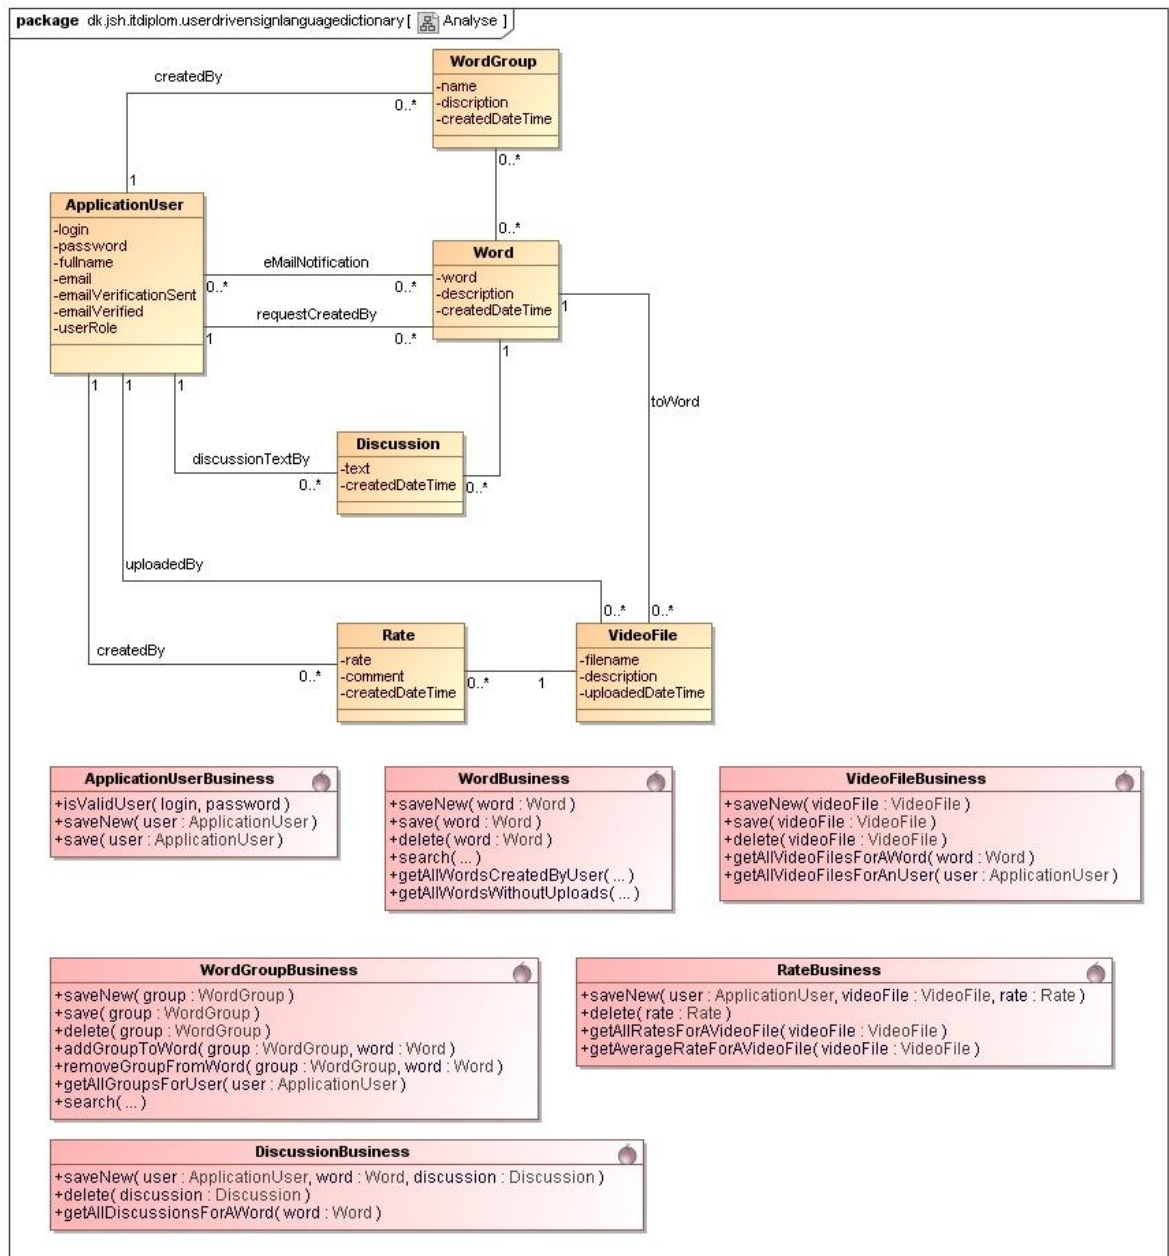 package dk.jsh.itdiplom.userdrivensignlanguagedictionary [ Analyse ]
WordGroup
-name
-discription
-createdDateTime
createdBy
0..*
1
0..*
ApplicationUser
-login
-password
-fullname
-email
-emailVerificationSent
-emailVerified
-userRole
0..*
Word
-word
-description
-createdDateTime
eMailNotification
0..*
0..*
requestCreatedBy
1
0..*
1
1
1
1
1
toWord
Discussion
-text
-createdDateTime
discussionTextBy
0..*
0..*
uploadedBy
0..*
0..*
Rate
-rate
-comment
-createdDateTime
VideoFile
-filename
-description
-uploadedDateTime
createdBy
0..*
0..*
1
ApplicationUserBusiness
+isValidUser( login, password )
+saveNew( user : ApplicationUser )
+save( user : ApplicationUser )
WordBusiness
+saveNew( word : Word )
+save( word : Word )
+delete( word : Word )
+search( ... )
+getAllWordsCreatedByUser( ... )
+getAllWordsWithoutUploads( ... )
VideoFileBusiness
+saveNew( videoFile : VideoFile )
+save( videoFile : VideoFile )
+delete( videoFile : VideoFile )
+getAllVideoFilesForAWord( word : Word )
+getAllVideoFilesForAnUser( user : ApplicationUser )
WordGroupBusiness
+saveNew( group : WordGroup )
+save( group : WordGroup )
+delete( group : WordGroup )
+addGroupToWord( group : WordGroup, word : Word )
+removeGroupFromWord( group : WordGroup, word : Word )
+getAllGroupsForUser( user : ApplicationUser )
+search( ... )
RateBusiness
+saveNew( user : ApplicationUser, videoFile : VideoFile, rate : Rate )
+delete( rate : Rate )
+getAllRatesForAVideoFile( videoFile : VideoFile )
+getAverageRateForAVideoFile( videoFile : VideoFile )
DiscussionBusiness
+saveNew( user : ApplicationUser, word : Word, discussion : Discussion )
+delete( discussion : Discussion )
+getAllDiscussionsForAWord( word : Word )